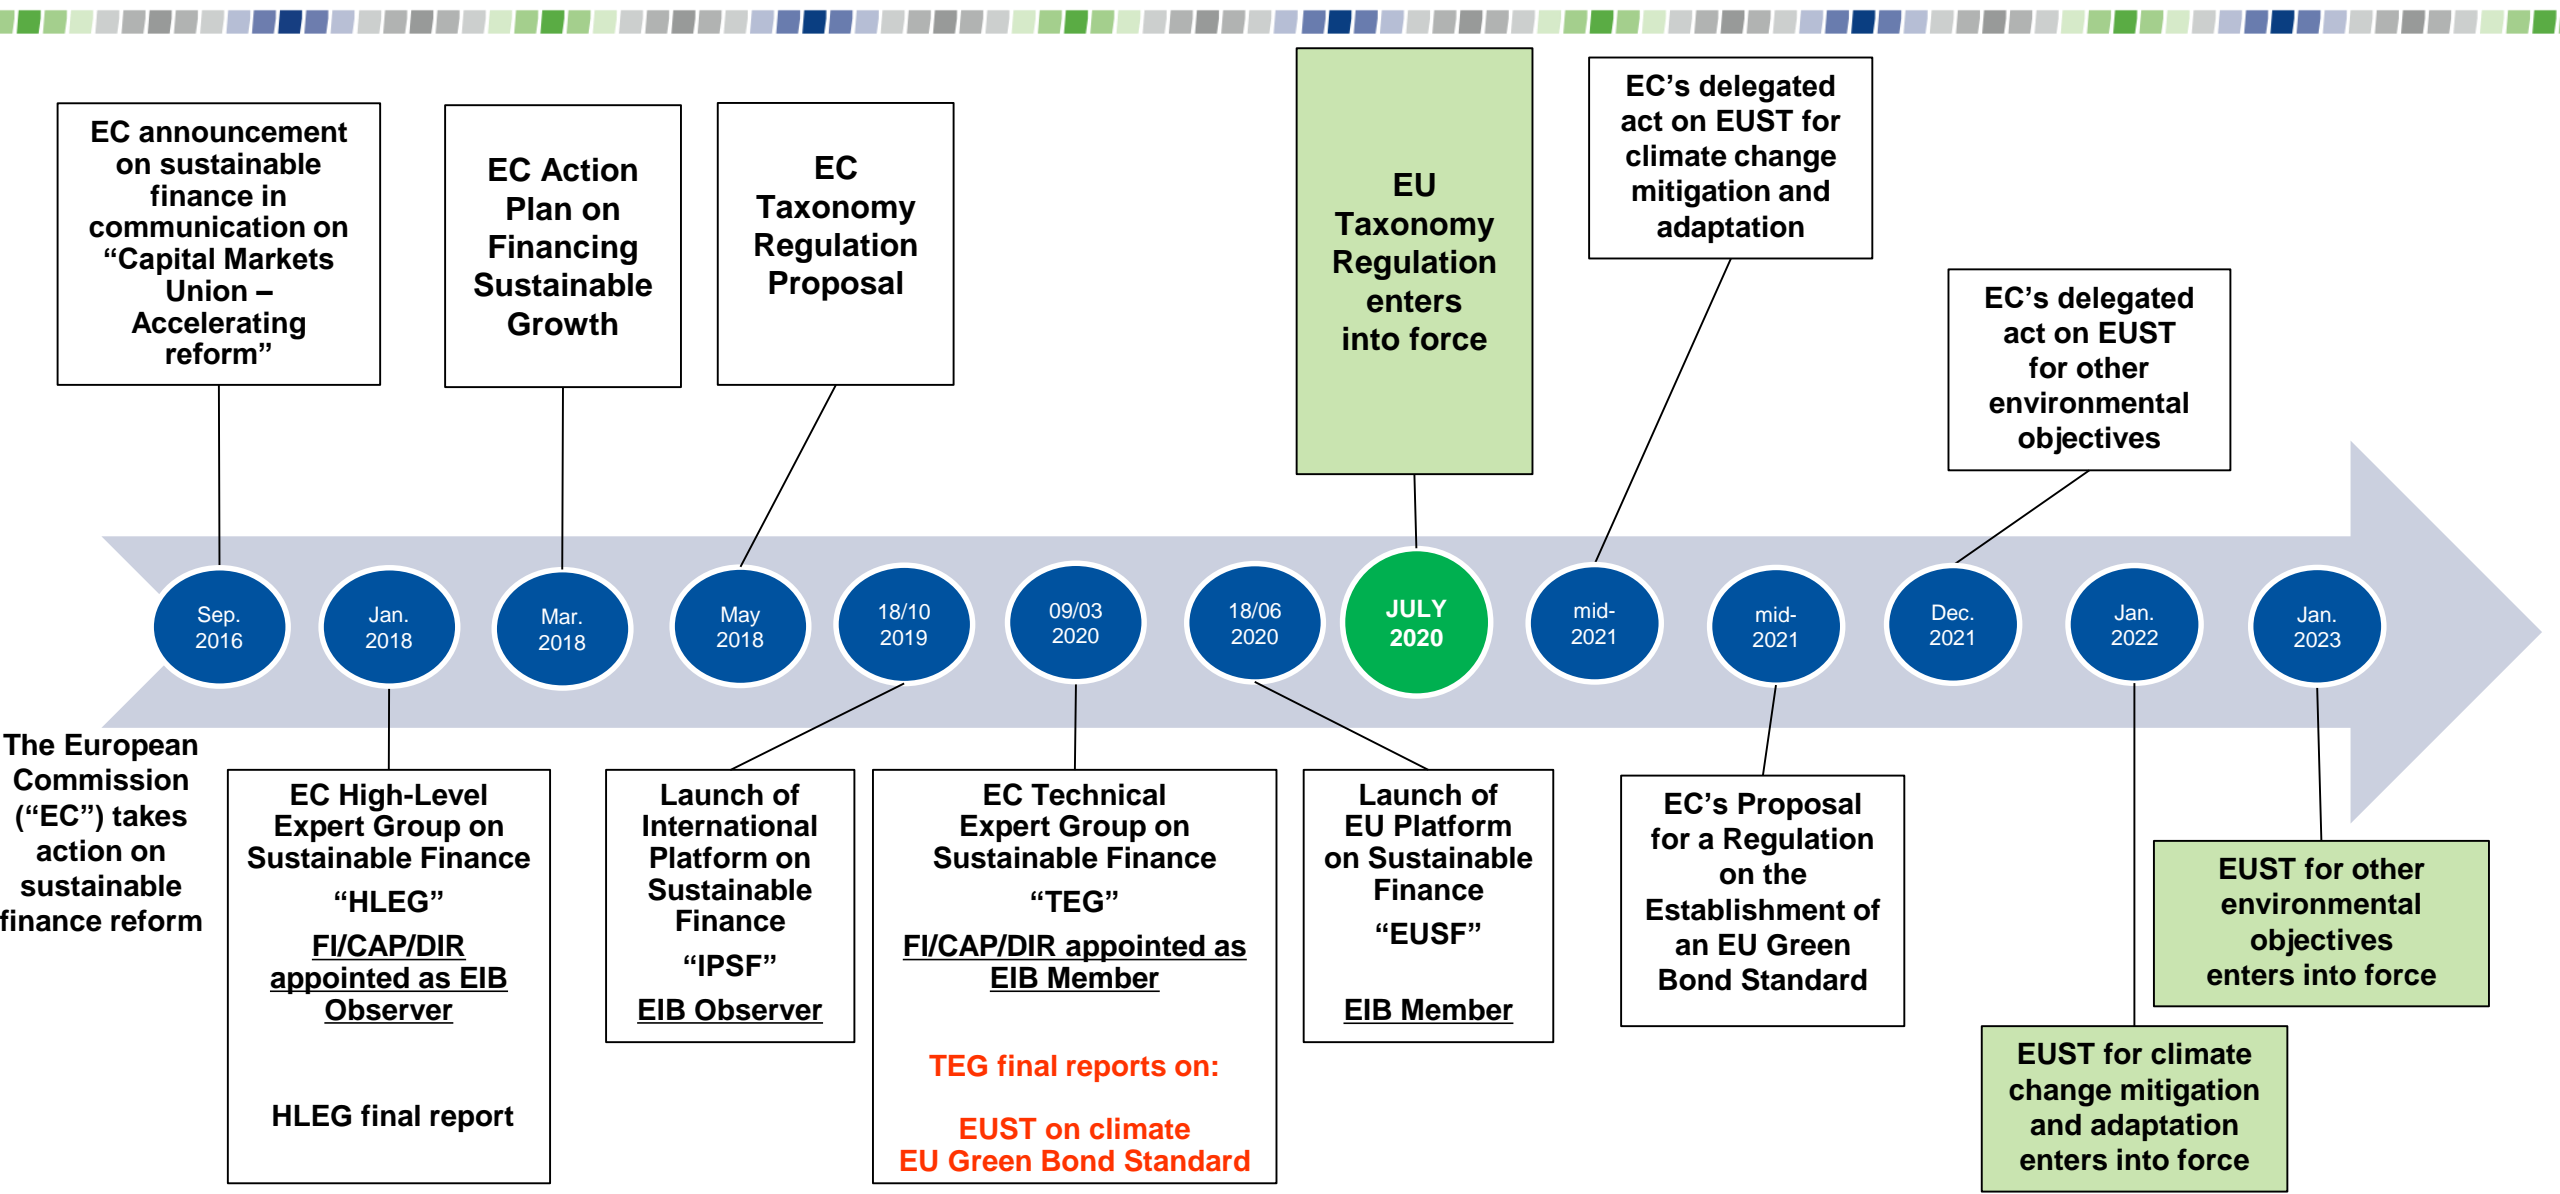 EC announcement
on sustainable
finance in
communication on
“Capital Markets
Union –
Accelerating
reform”
EC Action
Plan on
Financing
Sustainable
Growth
EC
Taxonomy
Regulation
Proposal
EU
Taxonomy
Regulation
enters
into force
EC’s delegated
act on EUST for
climate change
mitigation and
adaptation
EC’s delegated
act on EUST
for other
environmental
objectives
Sep.
2016
Jan.
2018
Mar.
2018
May
2018
18/10
2019
09/03
2020
18/06
2020
JULY
2020
mid-
2021
mid-
2021
Dec.
2021
Jan.
2022
Jan.
2023
The European
Commission
(“EC”) takes
action on
sustainable
finance reform
EC High-Level
Expert Group on
Sustainable Finance
“HLEG”
FI/CAP/DIR
appointed as EIB
Observer
HLEG final report
Launch of
International
Platform on
Sustainable
Finance
“IPSF”
EIB Observer
EC Technical
Expert Group on
Sustainable Finance
“TEG”
FI/CAP/DIR appointed as
EIB Member
TEG final reports on:
EUST on climate
EU Green Bond Standard
Launch of
EU Platform
on Sustainable
Finance
“EUSF”
EIB Member
EC’s Proposal
for a Regulation
on the
Establishment of
an EU Green
Bond Standard
EUST for climate
change mitigation
and adaptation
enters into force
EUST for other
environmental
objectives
enters into force